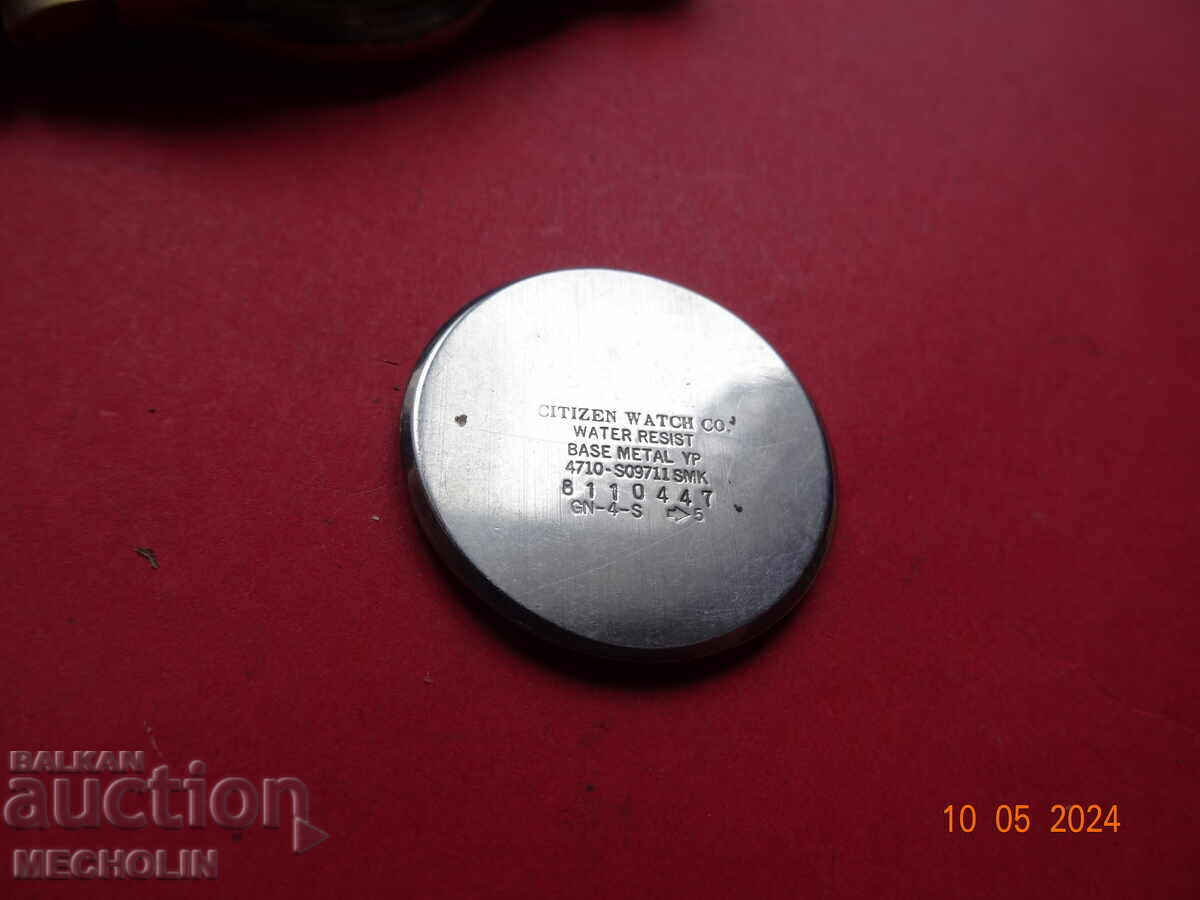 CITIZEN WATCH CO.
WATER RESIST
BASE METAL YP
4710-S09711 SMK
8110447
GN-4-S ➩5
BALKAN
auction
MECHOLIN
10 05 2024